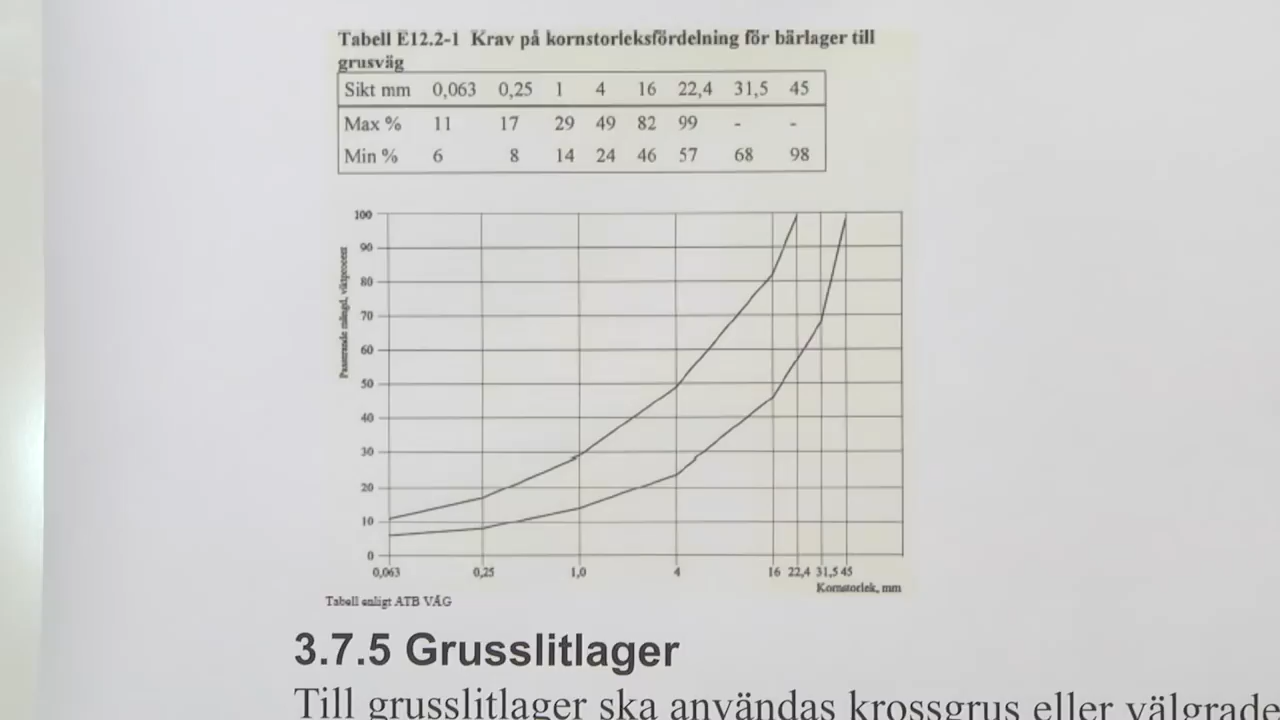 Tabell E12.2-1 Krav på kornstorleksfördelning för bärlager till
grusväg
Sikt mm 0,063 0,25 1 4 16 22,4 31,5 45
Max % 11 17 29 49 82 99 - -
Min % 6 8 14 24 46 57 68 98
Passerande mängd, viktprocent
100
90
80
70
60
50
40
30
20
10
0
0,063 0,25 1,0 4 16 22,4 31,5 45
Kornstorlek, mm
Tabell enligt ATB VÄG
3.7.5 Grusslitlager
Till grusslitlager ska användas krossgrus eller välgrade